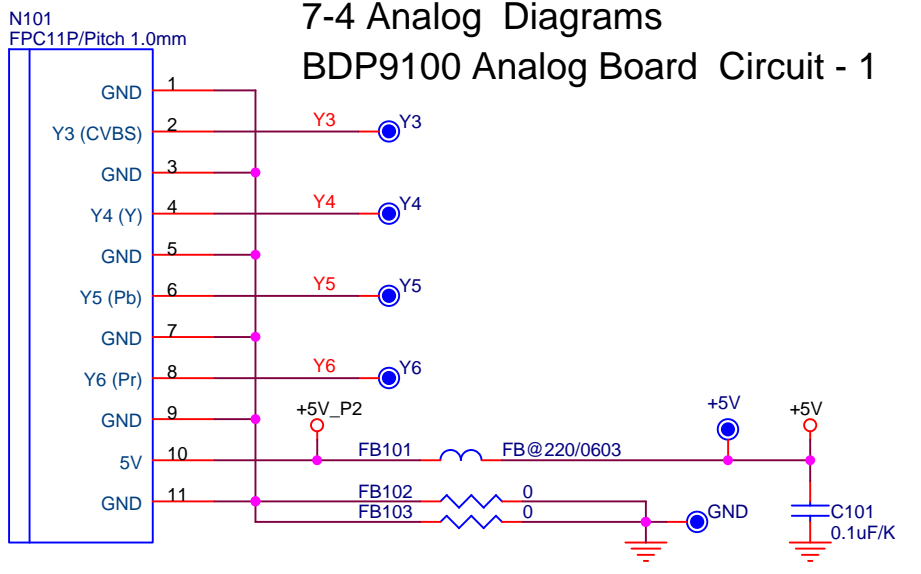 7-4 Analog Diagrams
BDP9100 Analog Board Circuit - 1
N101
FPC11P/Pitch 1.0mm
GND 1
Y3 (CVBS) 2 Y3 Y3
GND 3
Y4 (Y) 4 Y4 Y4
GND 5
Y5 (Pb) 6 Y5 Y5
GND 7
Y6 (Pr) 8 Y6 Y6
GND 9 +5V_P2 +5V +5V
5V 10 FB101 FB@220/0603
GND 11 FB102 0
FB103 0 GND
C101
0.1uF/K